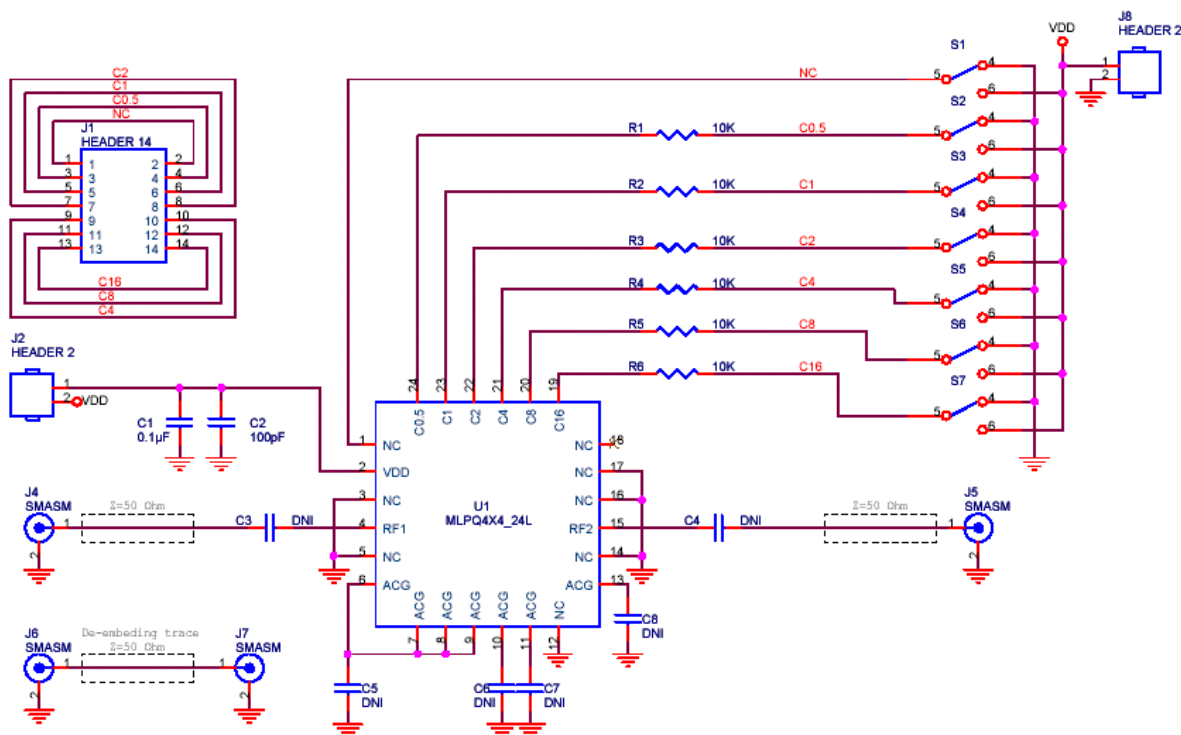 J8
HEADER 2
VDD
1
2
S1
NC
5
4
6
C2
C1
C0.5
NC
J1
HEADER 14
1 1 2 2
3 3 4 4
5 5 6 6
7 7 8 8
9 9 10 10
11 11 12 12
13 13 14 14
C16
C8
C4
S2
R1 10K C0.5
5
4
6
S3
R2 10K C1
5
4
6
S4
R3 10K C2
5
4
6
S5
R4 10K C4
5
4
6
S6
R5 10K C8
5
4
6
S7
R6 10K C16
5
4
6
J2
HEADER 2
1
2
VDD
C1
0.1µF
C2
100pF
24 23 22 21 20 19
C0.5 C1 C2 C4 C8 C16
1 NC
2 VDD
3 NC
4 RF1
5 NC
6 ACG
U1
MLPQ4X4_24L
NC 18
NC 17
NC 16
RF2 15
NC 14
ACG 13
ACG ACG ACG ACG ACG NC
7 8 9 10 11 12
J4
SMASM
1
2
Z=50 Ohm
C3 DNI
C4 DNI
Z=50 Ohm
J5
SMASM
1
2
J6
SMASM
1
2
De-embeding trace
Z=50 Ohm
J7
SMASM
1
2
C5
DNI
C6
DNI
C7
DNI
C8
DNI